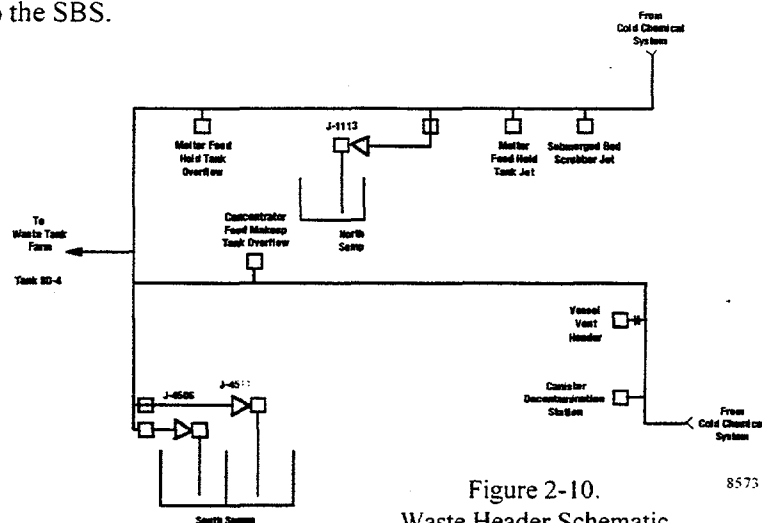 o the SBS.
From
Cold Chemical
System
J-1113
Melter Feed
Hold Tank
Overflow
Melter
Feed Hold
Tank Jet
Submerged Bed
Scrubber Jet
North
Sump
To
Waste Tank
Farm
Tank 8D-4
Concentrator
Feed Makeup
Tank Overflow
Vessel
Vent
Header
Canister
Decontamination
Station
From
Cold Chemical
System
J-4586
South Sumps
Figure 2-10.
Waste Header Schematic
8573